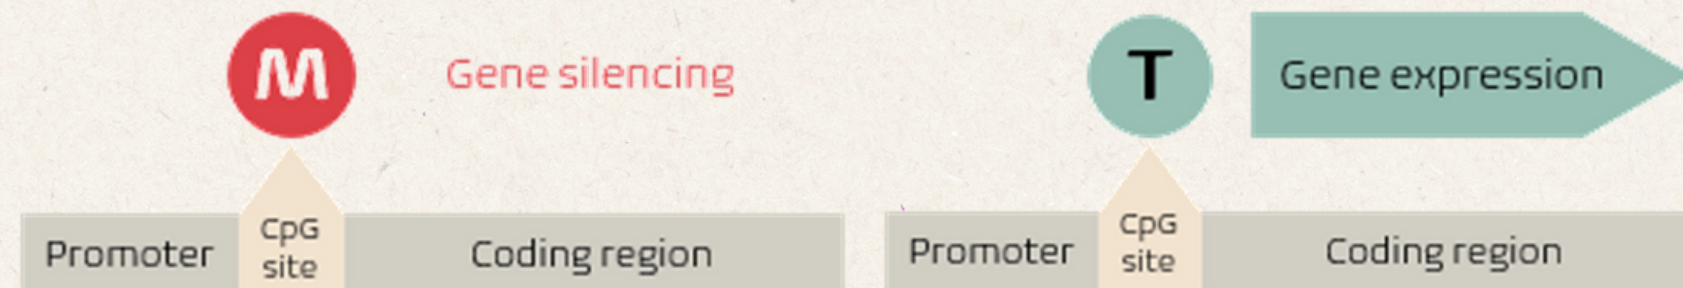 M
Gene silencing
T
Gene expression
Promoter
CpG
site
Coding region
Promoter
CpG
site
Coding region